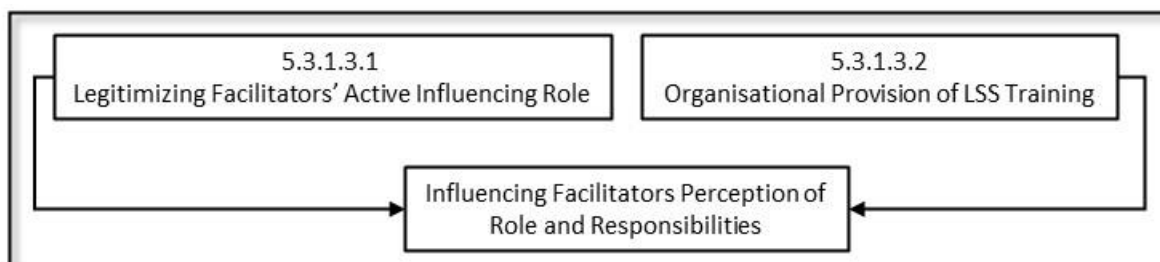 5.3.1.3.1
Legitimizing Facilitators’ Active Influencing Role
5.3.1.3.2
Organisational Provision of LSS Training
Influencing Facilitators Perception of
Role and Responsibilities